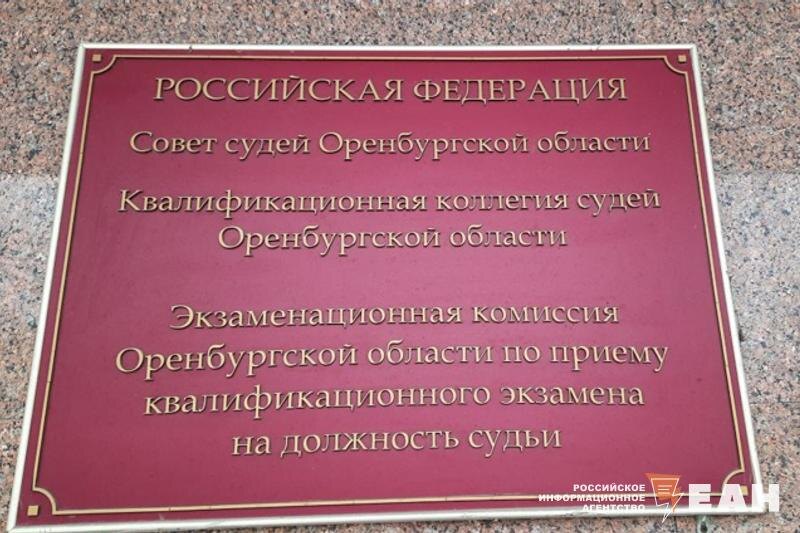 РОССИЙСКАЯ ФЕДЕРАЦИЯ
Совет судей Оренбургской области
Квалификационная коллегия судей
Оренбургской области
Экзаменационная комиссия
Оренбургской области по приему
квалификационного экзамена
на должность судьи
РОССИЙСКОЕ
ИНФОРМАЦИОННОЕ
АГЕНТСТВО
ЕАН